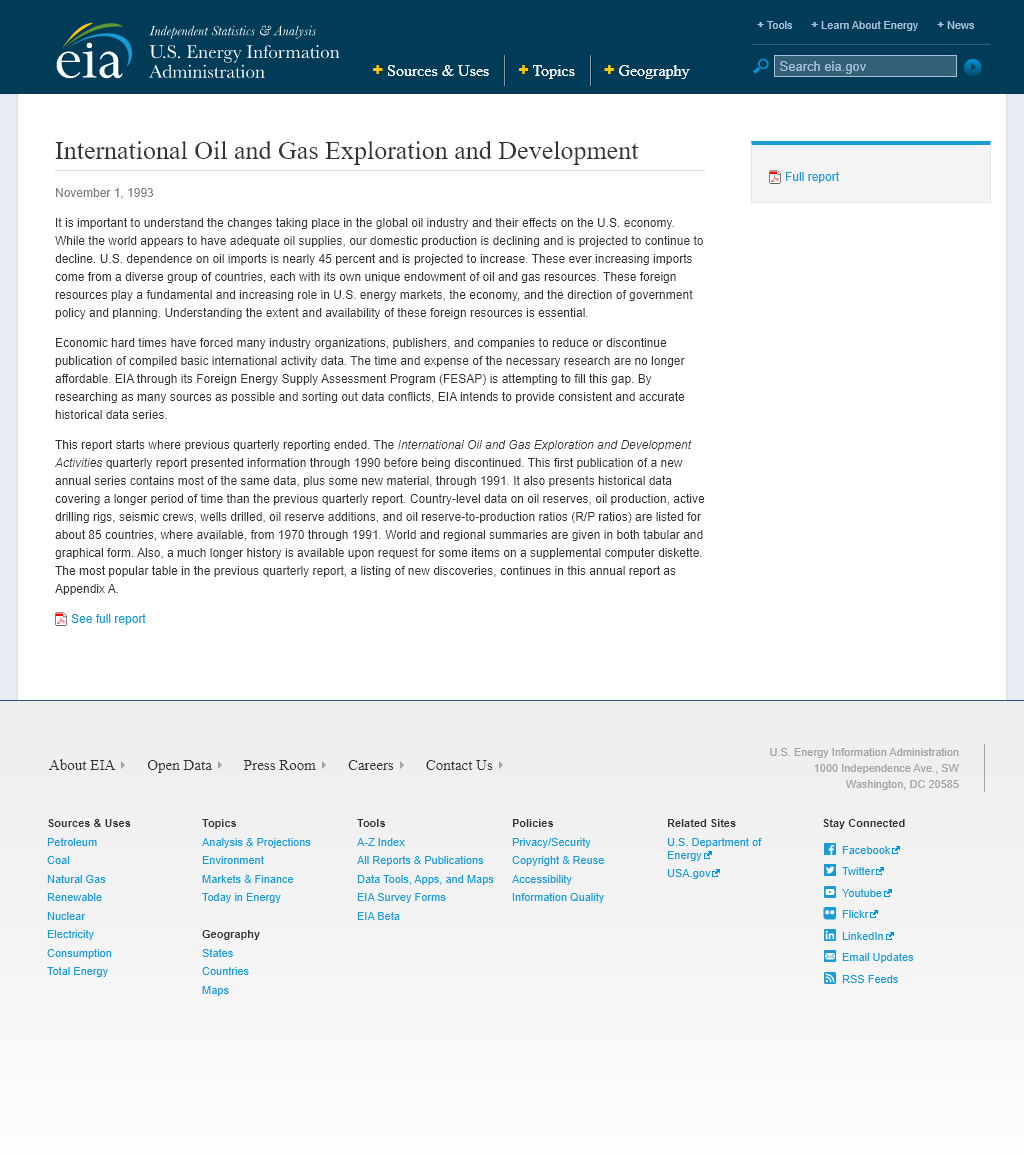 Independent Statistics & Analysis
eia
U.S. Energy Information
Administration
Sources & Uses
Topics
Geography
Tools
Learn About Energy
News
Search eia.gov
International Oil and Gas Exploration and Development
November 1, 1993
It is important to understand the changes taking place in the global oil industry and their effects on the U.S. economy.
While the world appears to have adequate oil supplies, our domestic production is declining and is projected to continue to
decline. U.S. dependence on oil imports is nearly 45 percent and is projected to increase. These ever increasing imports
come from a diverse group of countries, each with its own unique endowment of oil and gas resources. These foreign
resources play a fundamental and increasing role in U.S. energy markets, the economy, and the direction of government
policy and planning. Understanding the extent and availability of these foreign resources is essential.
Economic hard times have forced many industry organizations, publishers, and companies to reduce or discontinue
publication of compiled basic international activity data. The time and expense of the necessary research are no longer
affordable. EIA through its Foreign Energy Supply Assessment Program (FESAP) is attempting to fill this gap. By
researching as many sources as possible and sorting out data conflicts, EIA intends to provide consistent and accurate
historical data series.
This report starts where previous quarterly reporting ended. The International Oil and Gas Exploration and Development
Activities quarterly report presented information through 1990 before being discontinued. This first publication of a new
annual series contains most of the same data, plus some new material, through 1991. It also presents historical data
covering a longer period of time than the previous quarterly report. Country-level data on oil reserves, oil production, active
drilling rigs, seismic crews, wells drilled, oil reserve additions, and oil reserve-to-production ratios (R/P ratios) are listed for
about 85 countries, where available, from 1970 through 1991. World and regional summaries are given in both tabular and
graphical form. Also, a much longer history is available upon request for some items on a supplemental computer diskette.
The most popular table in the previous quarterly report, a listing of new discoveries, continues in this annual report as
Appendix A.
See full report
Full report
About EIA
Open Data
Press Room
Careers
Contact Us
U.S. Energy Information Administration
1000 Independence Ave., SW
Washington, DC 20585
Sources & Uses
Petroleum
Coal
Natural Gas
Renewable
Nuclear
Electricity
Consumption
Total Energy
Topics
Analysis & Projections
Environment
Markets & Finance
Today in Energy
Geography
States
Countries
Maps
Tools
A-Z Index
All Reports & Publications
Data Tools, Apps, and Maps
EIA Survey Forms
EIA Beta
Policies
Privacy/Security
Copyright & Reuse
Accessibility
Information Quality
Related Sites
U.S. Department of
Energy
USA.gov
Stay Connected
Facebook
Twitter
Youtube
Flickr
LinkedIn
Email Updates
RSS Feeds